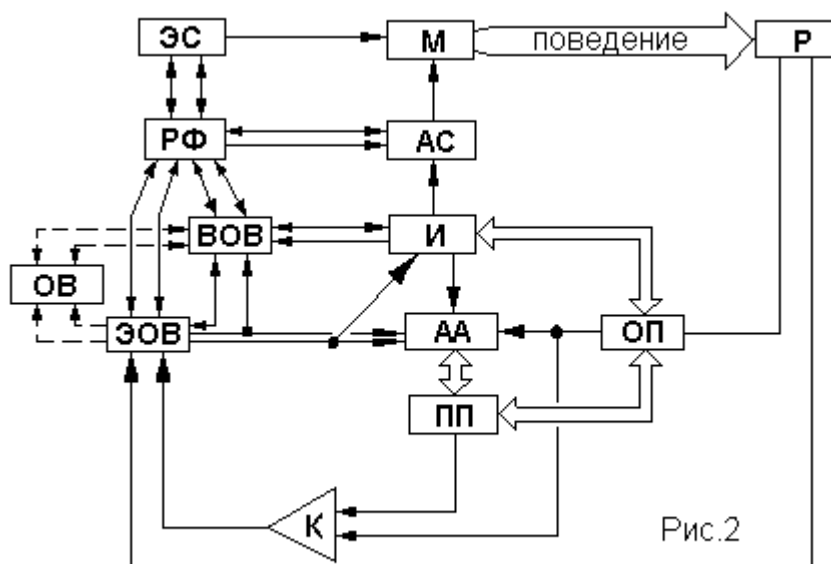 ЭС
М
поведение
Р
РФ
АС
ВОВ
И
ОВ
ЭОВ
АА
ОП
ПП
К
Рис.2